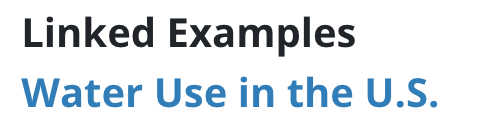 Linked Examples
Water Use in the U.S.